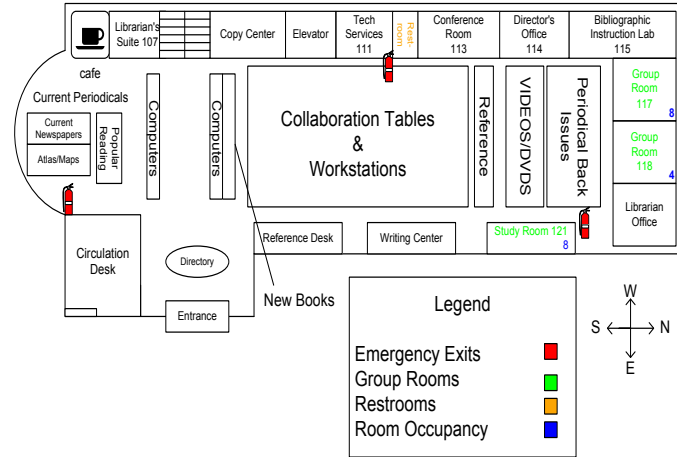 Librarian's
Suite 107
Copy Center
Elevator
Tech
Services
111
Rest-
room
Conference
Room
113
Director's
Office
114
Bibliographic
Instruction Lab
115
cafe
Current Periodicals
Current
Newspapers
Atlas/Maps
Popular
Reading
Computers
Computers
Collaboration Tables
&
Workstations
Reference
VIDEOS/DVDS
Periodical Back
Issues
Group
Room
117
8
Group
Room
118
4
Librarian
Office
Circulation
Desk
Directory
Entrance
New Books
Reference Desk
Writing Center
Study Room 121
8
Legend
Emergency Exits
Group Rooms
Restrooms
Room Occupancy
W
S
N
E